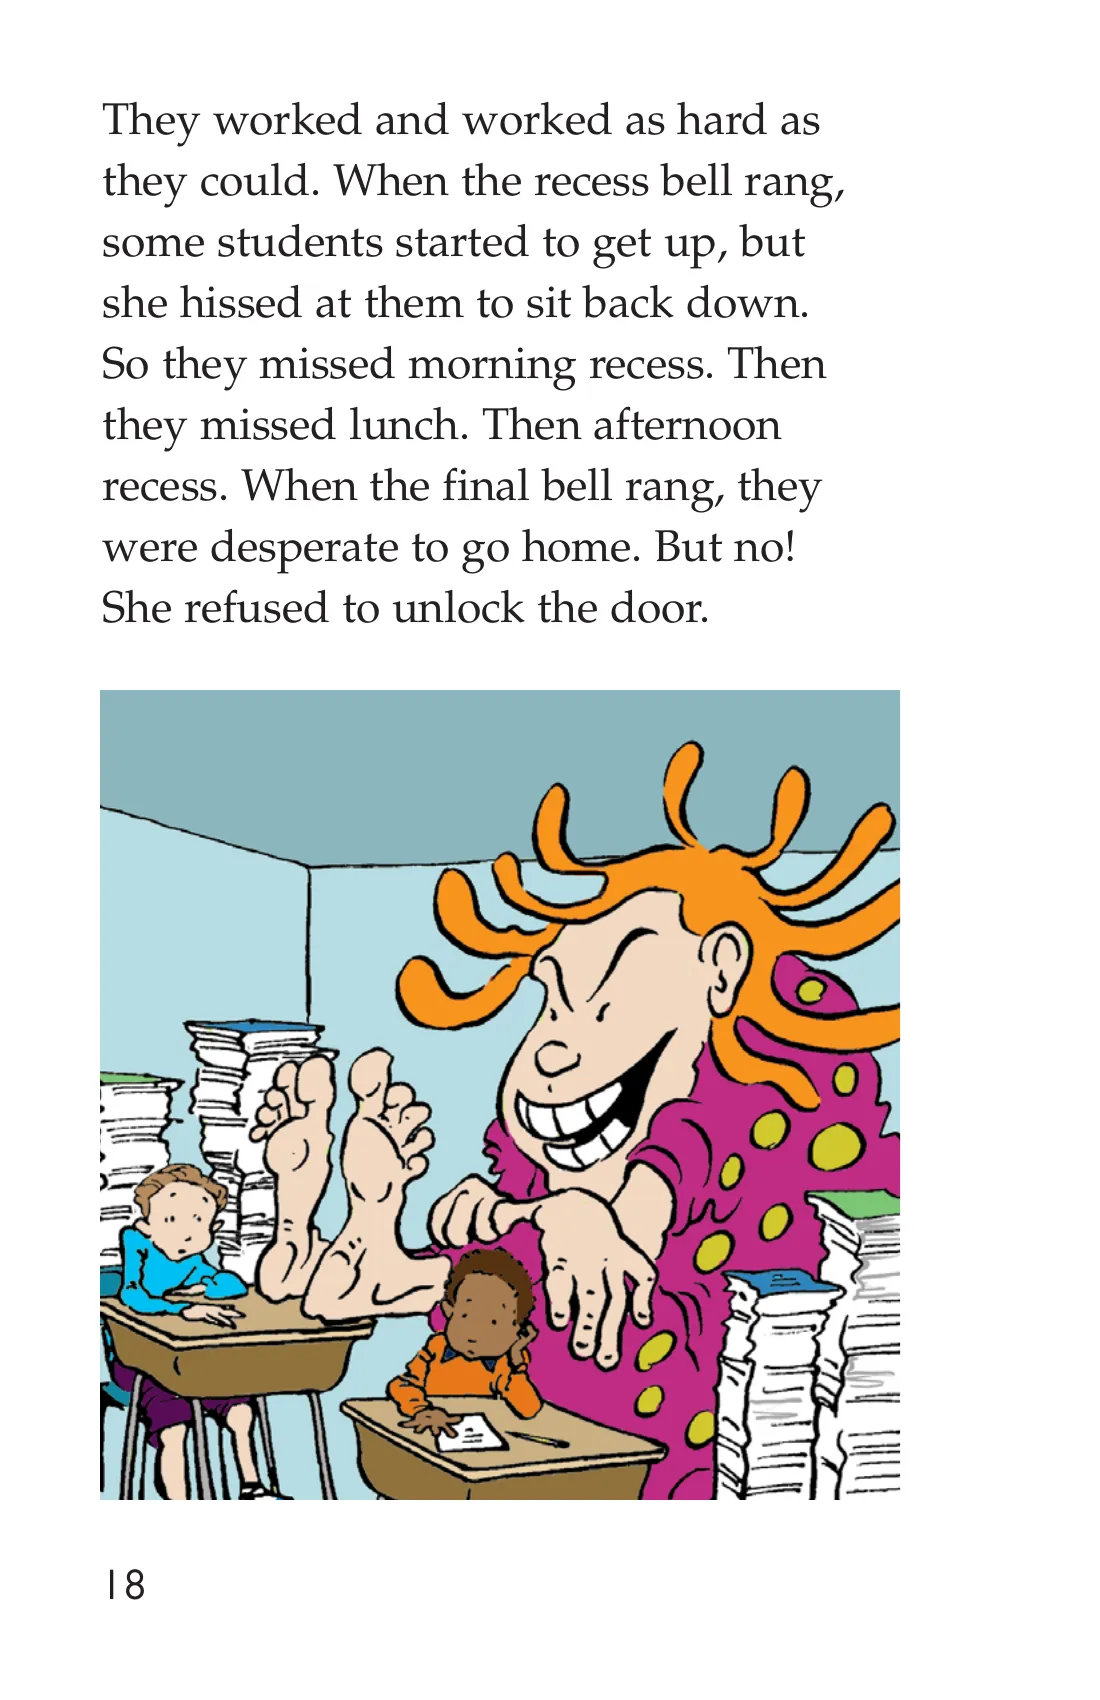 They worked and worked as hard as
they could. When the recess bell rang,
some students started to get up, but
she hissed at them to sit back down.
So they missed morning recess. Then
they missed lunch. Then afternoon
recess. When the final bell rang, they
were desperate to go home. But no!
She refused to unlock the door.
18